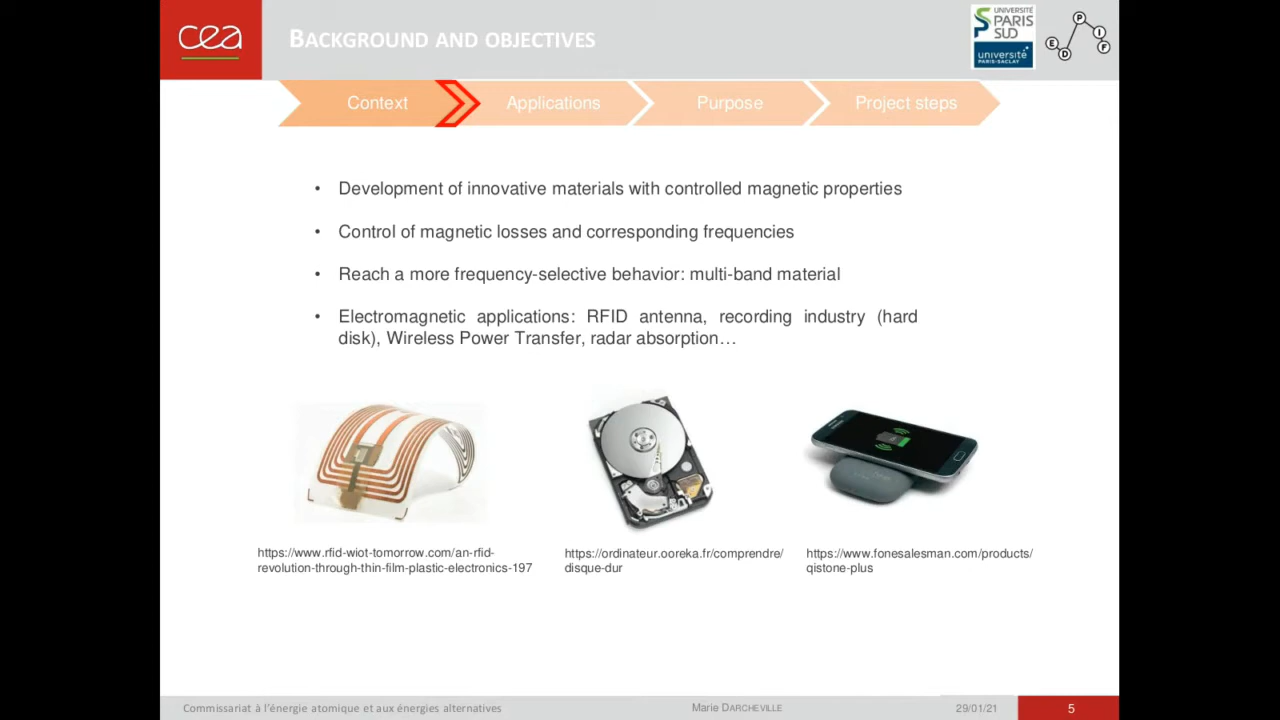 cea
BACKGROUND AND OBJECTIVES
UNIVERSITÉ
PARIS
SUD
université
PARIS-SACLAY
P
I
E
D
F
Context
Applications
Purpose
Project steps
• Development of innovative materials with controlled magnetic properties
• Control of magnetic losses and corresponding frequencies
• Reach a more frequency-selective behavior: multi-band material
• Electromagnetic applications: RFID antenna, recording industry (hard
disk), Wireless Power Transfer, radar absorption…
https://www.rfid-wiot-tomorrow.com/an-rfid-
revolution-through-thin-film-plastic-electronics-197
https://ordinateur.ooreka.fr/comprendre/
disque-dur
https://www.fonesalesman.com/products/
qistone-plus
Commissariat à l'énergie atomique et aux énergies alternatives
Marie DARCHEVILLE
29/01/21
5